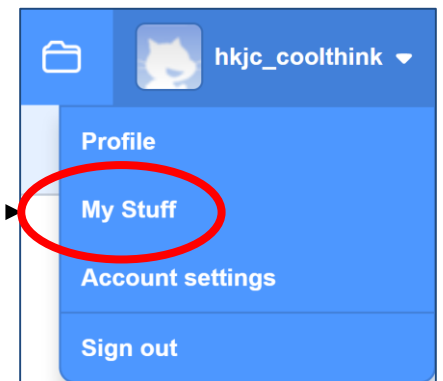 hkjc_coolthink
Profile
My Stuff
Account settings
Sign out